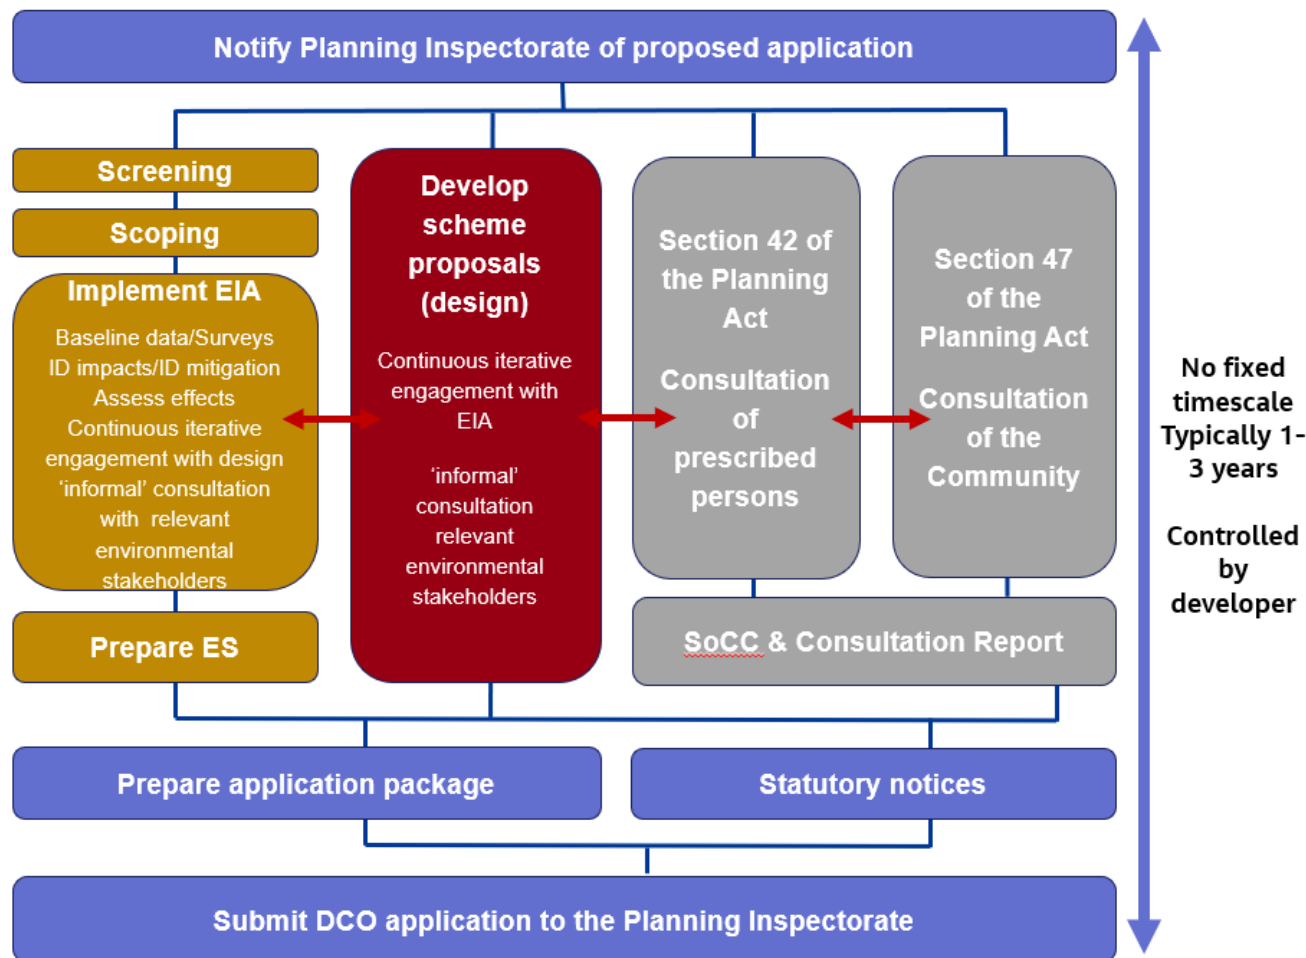 Notify Planning Inspectorate of proposed application
Screening
Scoping
Implement EIA
Baseline data/Surveys
ID impacts/ID mitigation
Assess effects
Continuous iterative
engagement with design
‘informal’ consultation
with relevant
environmental
stakeholders
Prepare ES
Develop
scheme
proposals
(design)
Continuous iterative
engagement with
EIA
‘informal’
consultation
relevant
environmental
stakeholders
Section 42 of
the Planning
Act
Consultation
of
prescribed
persons
Section 47
of the
Planning Act
Consultation
of the
Community
SoCC & Consultation Report
Prepare application package
Statutory notices
Submit DCO application to the Planning Inspectorate
No fixed
timescale
Typically 1-
3 years
Controlled
by
developer